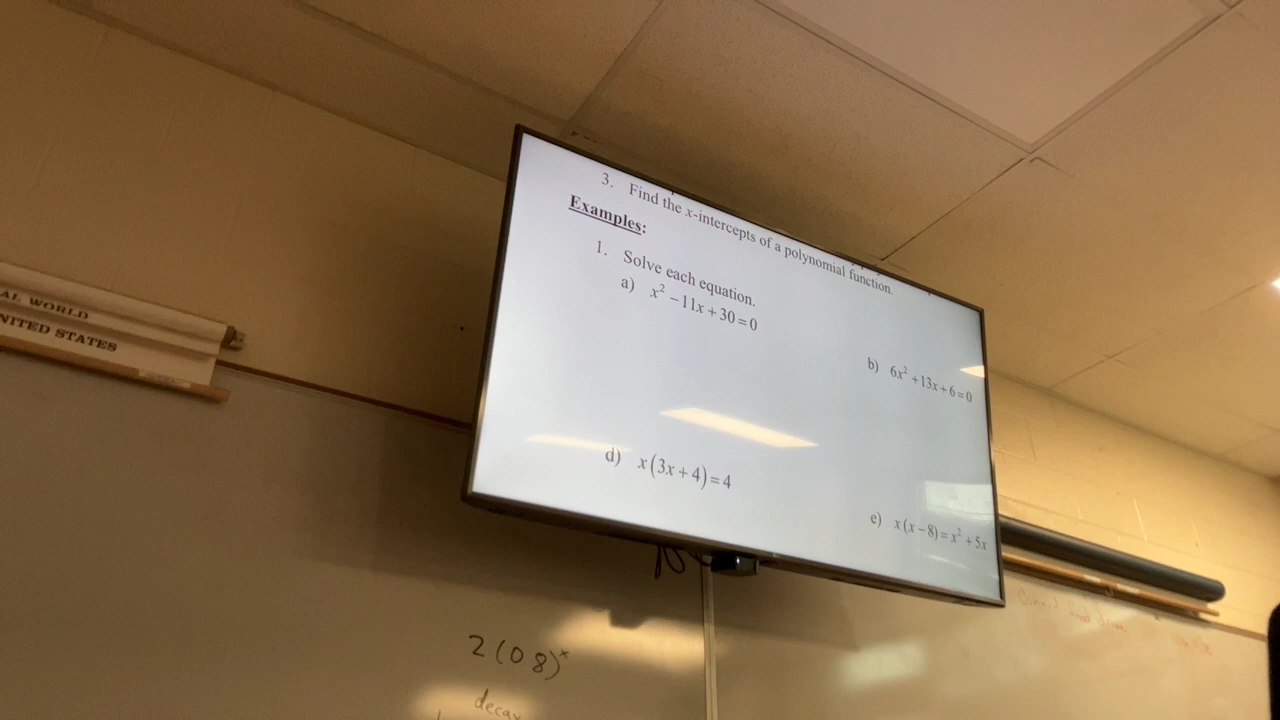 AL WORLD
NITED STATES
3. Find the x-intercepts of a polynomial function.
Examples:
1. Solve each equation.
a) x² − 11x + 30 = 0
b) 6x² + 13x + 6 = 0
d) x(3x + 4) = 4
e) x(x − 8) = x² + 5x
2(0 8)ˣ
decay